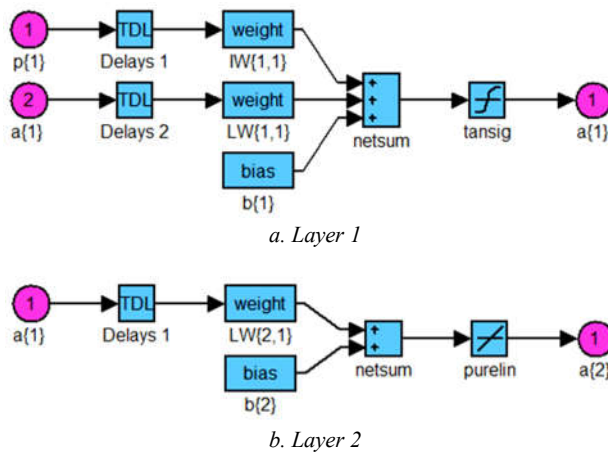 1 TDL weight
p{1} Delays 1 IW{1,1}
2 TDL weight + + + 1
a{1} Delays 2 LW{1,1} netsum tansig a{1}
bias
b{1}
a. Layer 1
1 TDL weight
a{1} Delays 1 LW{2,1} + + 1
bias netsum purelin a{2}
b{2}
b. Layer 2